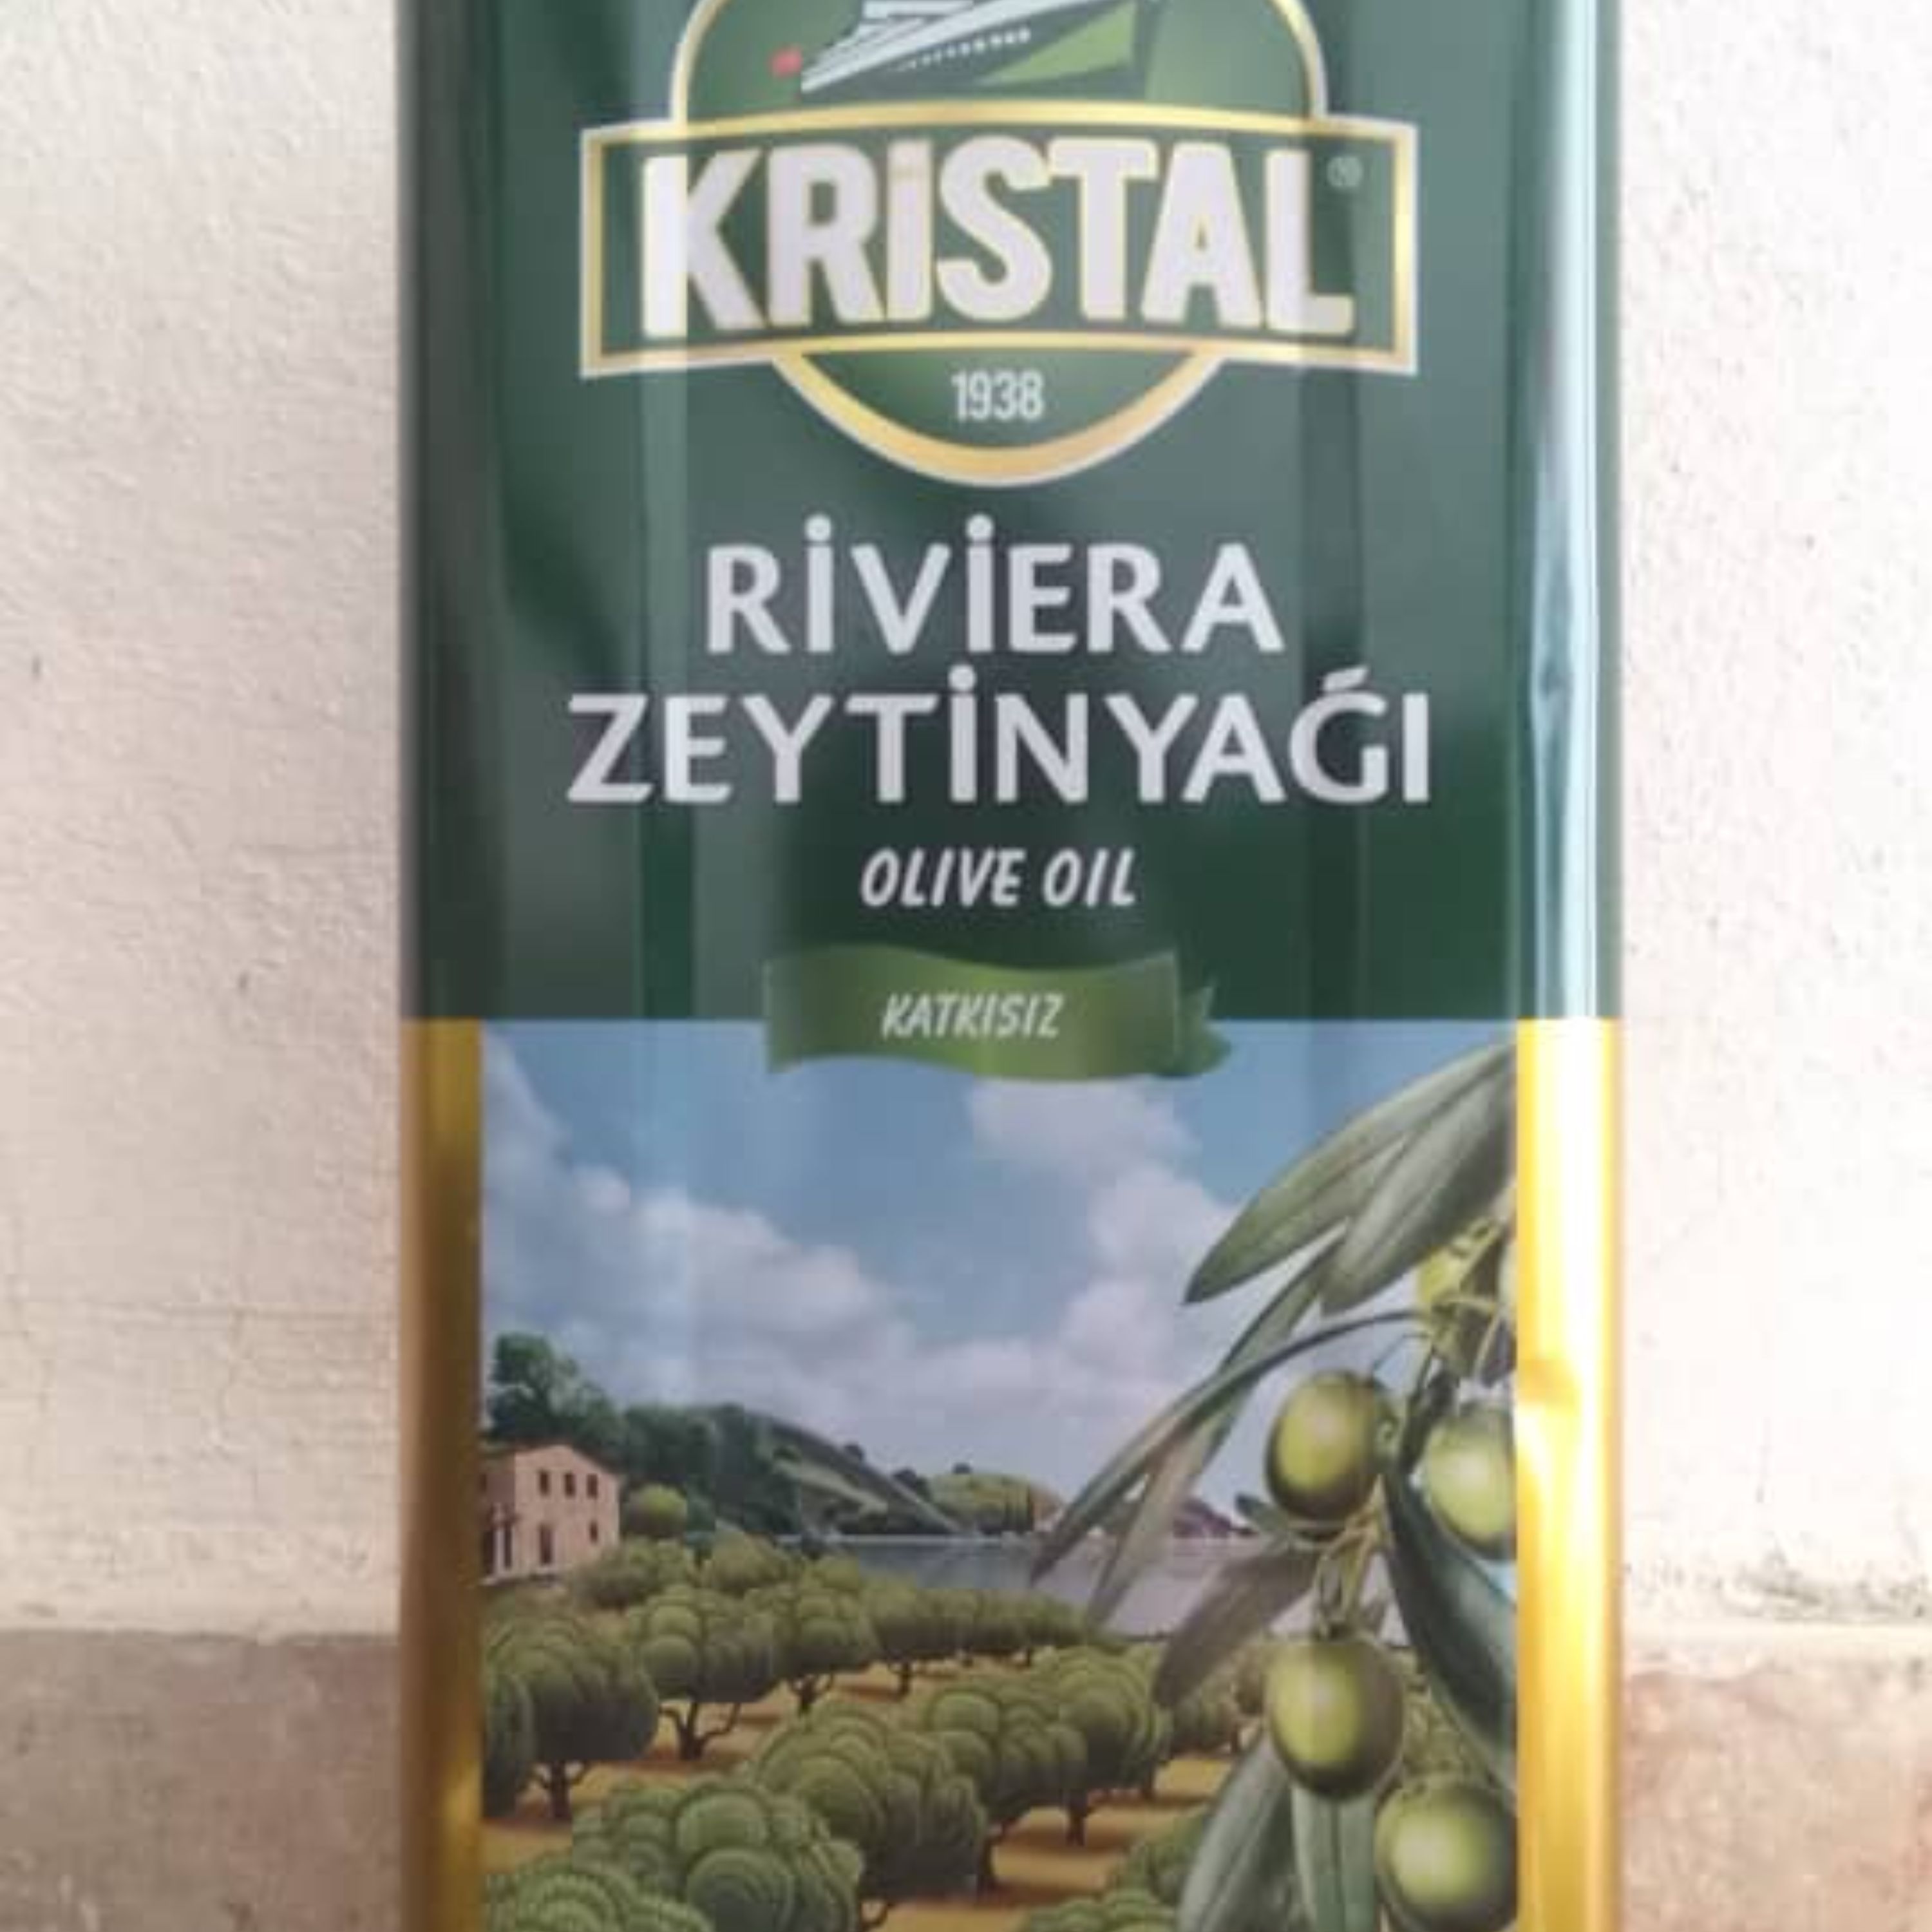 KRİSTAL®
1938
RİVİERA
ZEYTİNYAĞI
OLIVE OIL
KATKISIZ